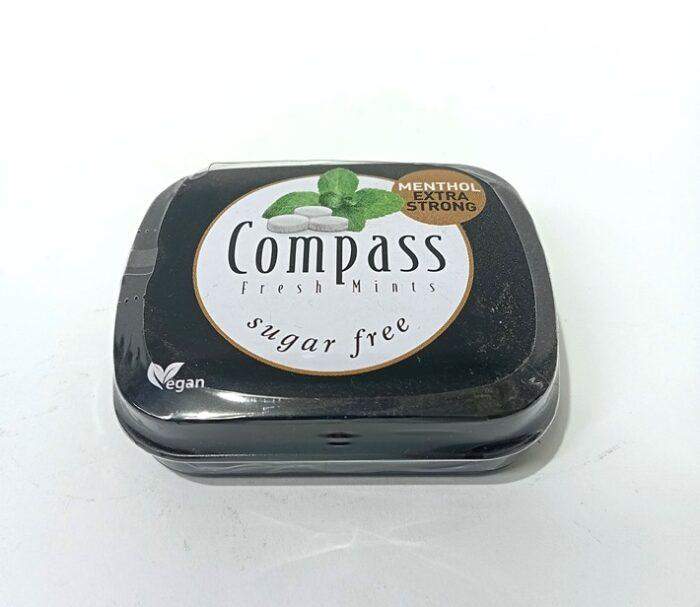 MENTHOL
EXTRA
STRONG
Compass
Fresh Mints
sugar free
Vegan